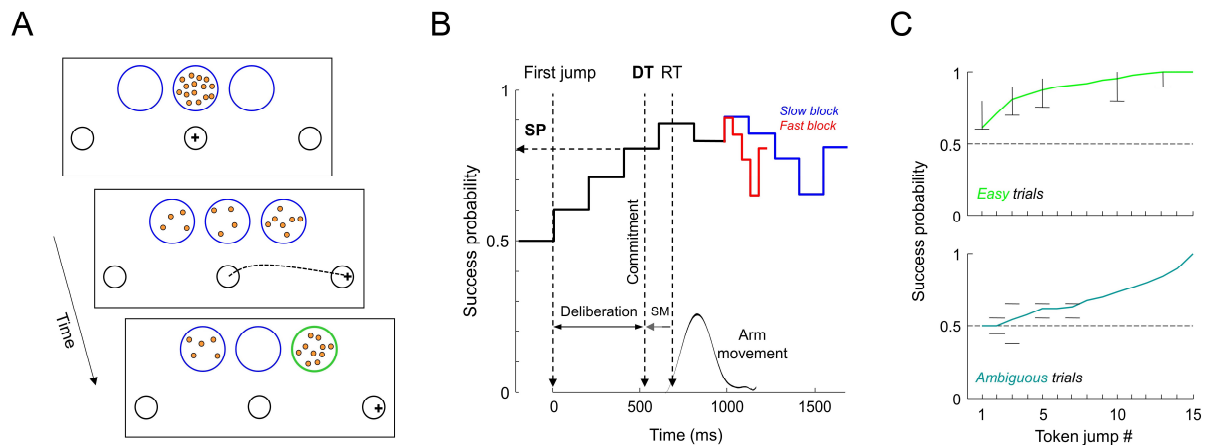 A
Time
B
First jump
DT RT
SP
Slow block
Fast block
Success probability
1
0.5
0
Commitment
Deliberation
SM
Arm
movement
0
500
1000
1500
Time (ms)
C
Success probability
1
0.5
0
Easy trials
1
0.5
0
Ambiguous trials
1
5
10
15
Token jump #